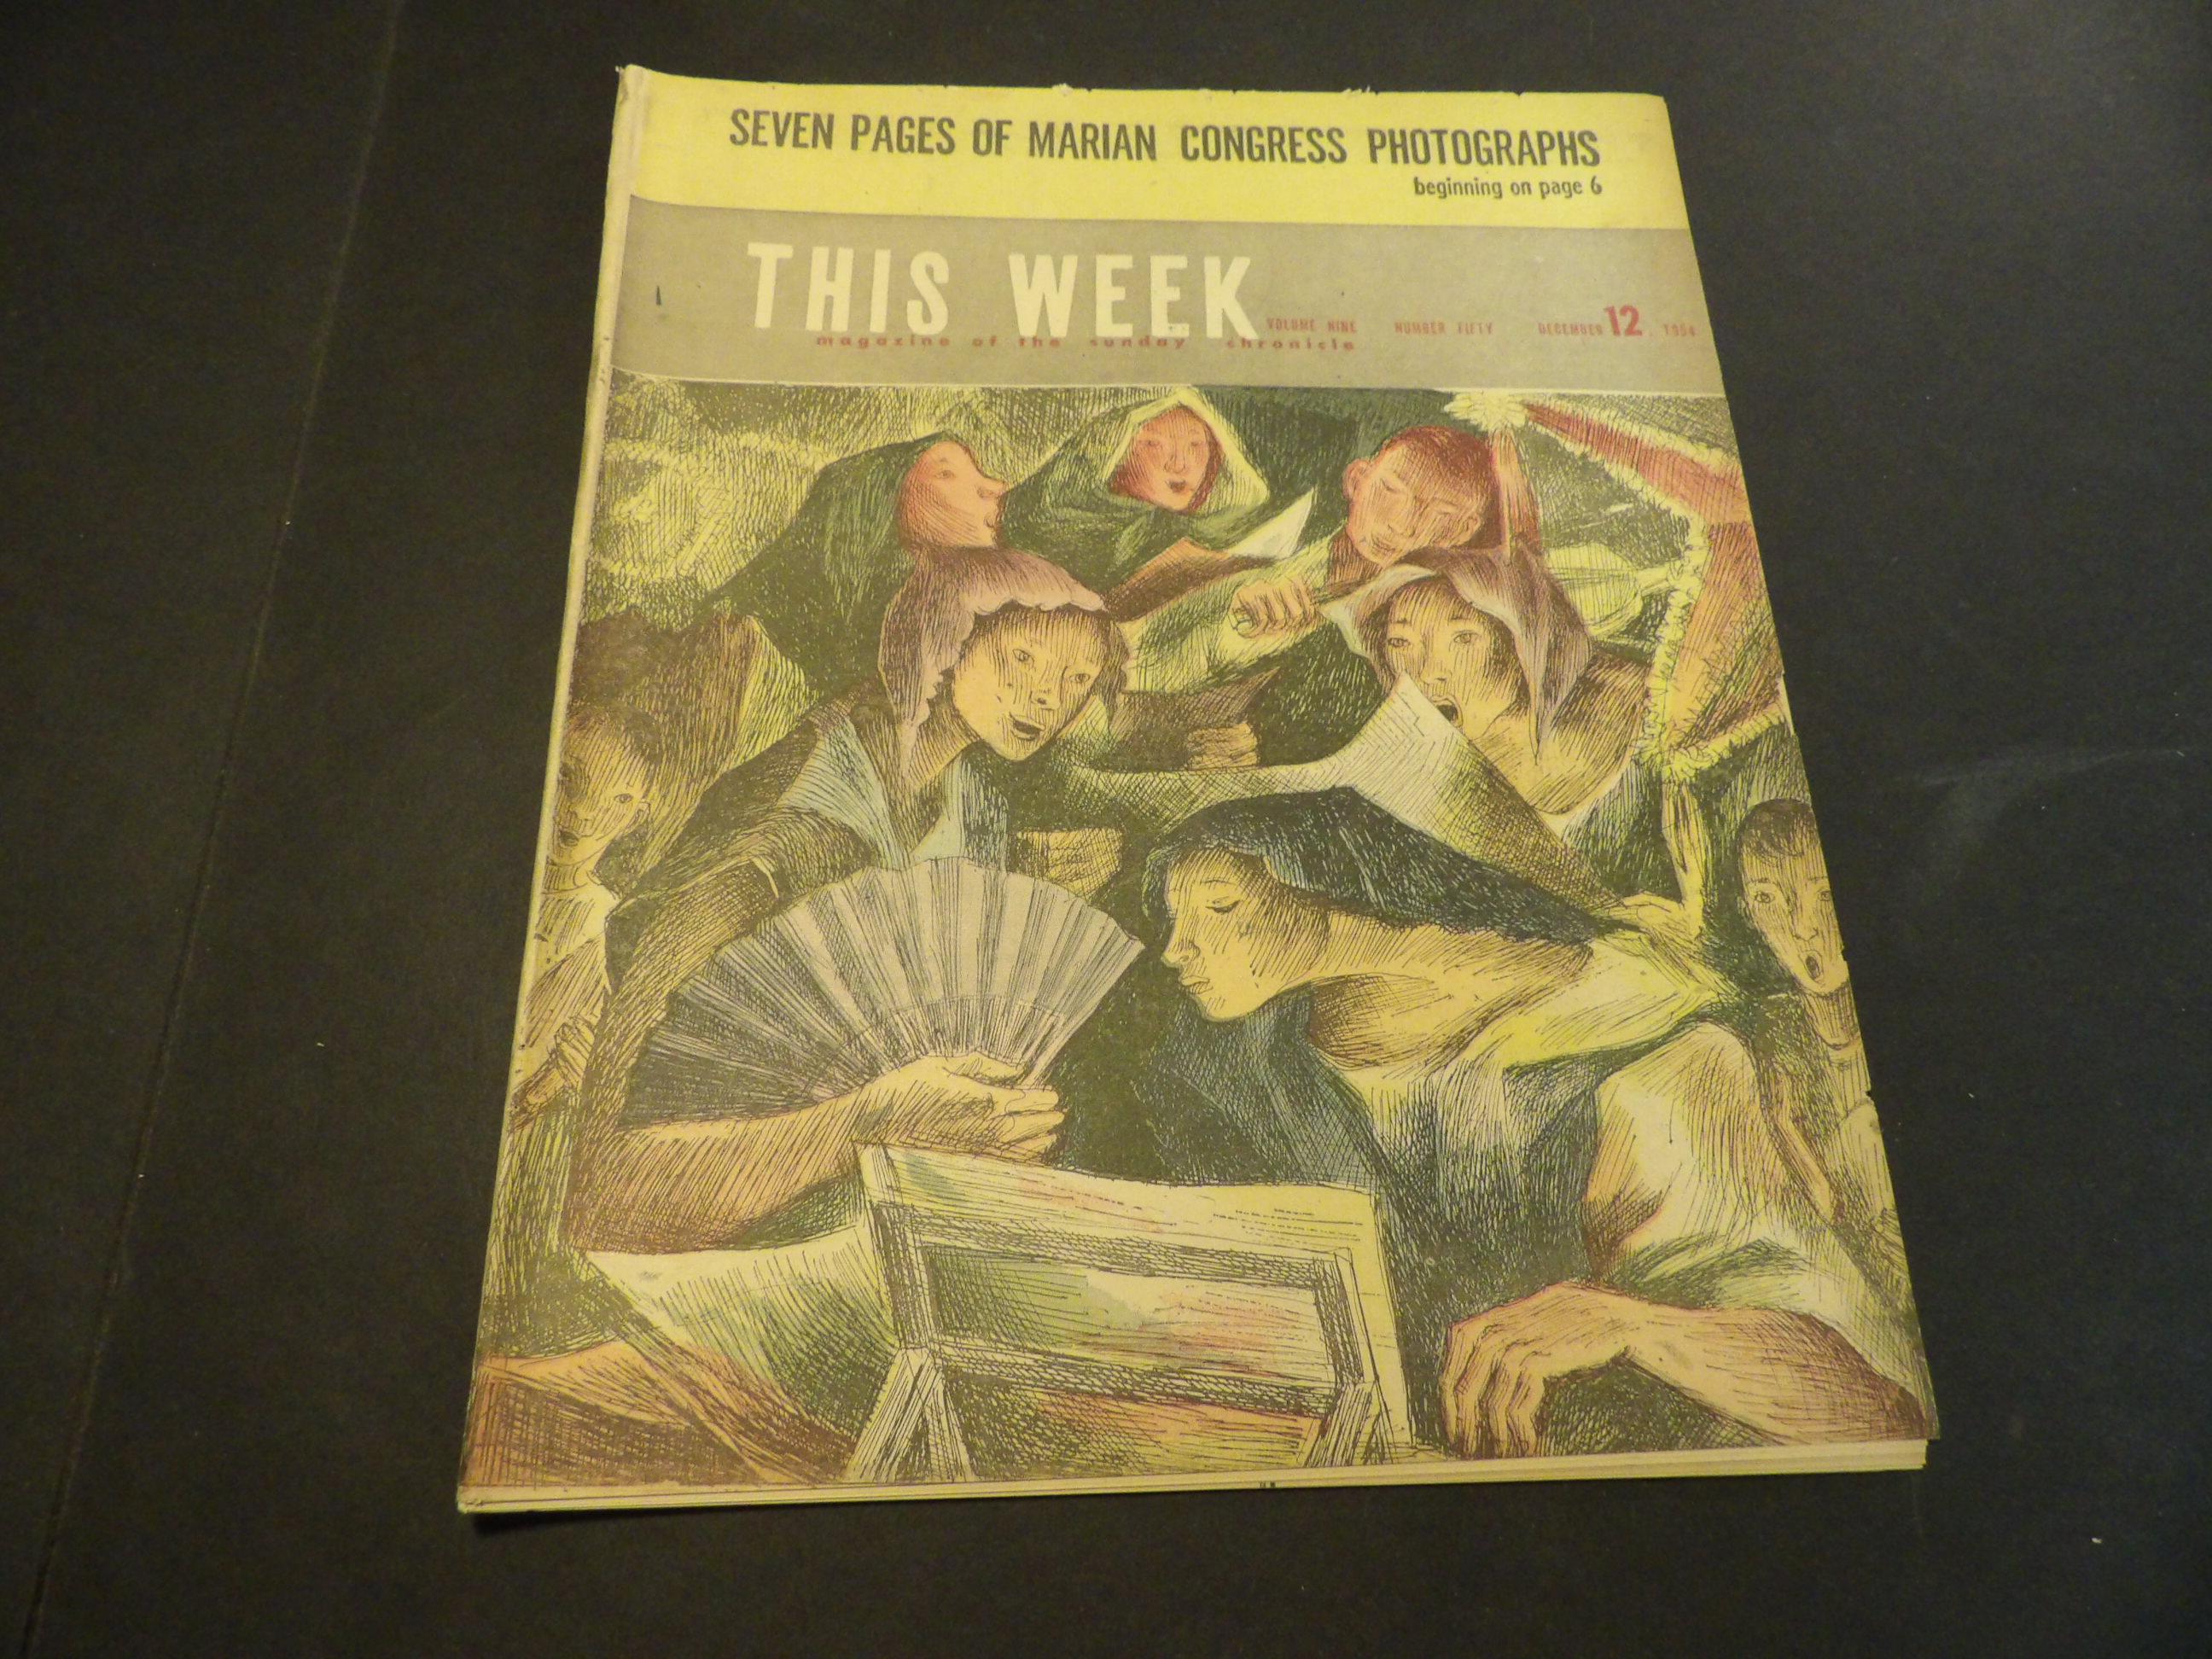 SEVEN PAGES OF MARIAN CONGRESS PHOTOGRAPHS
beginning on page 6
THIS WEEK
VOLUME NINE NUMBER FIFTY DECEMBER 12, 1954
magazine of the sunday chronicle